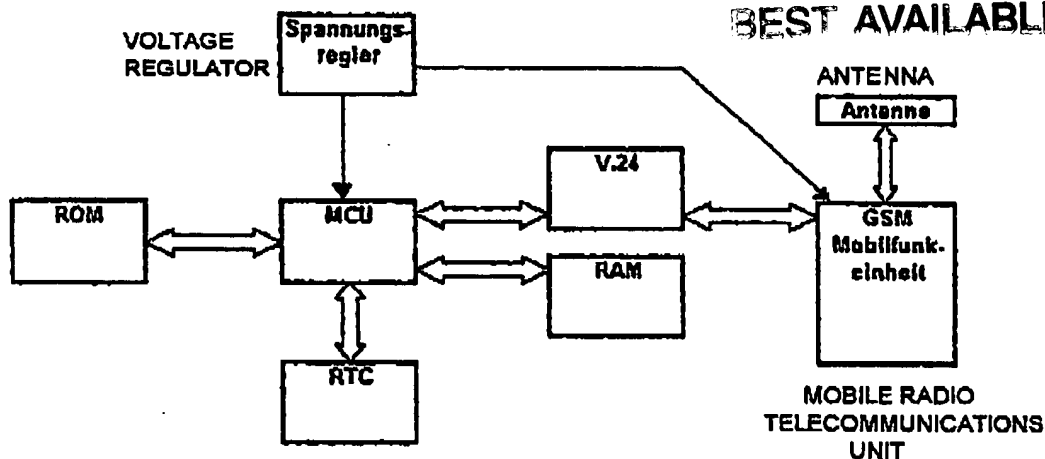 BEST AVAILABL
VOLTAGE
REGULATOR
Spannungs-
regler
ANTENNA
Antenne
V.24
ROM
MCU
GSM
Mobilfunk-
einheit
RAM
RTC
MOBILE RADIO
TELECOMMUNICATIONS
UNIT